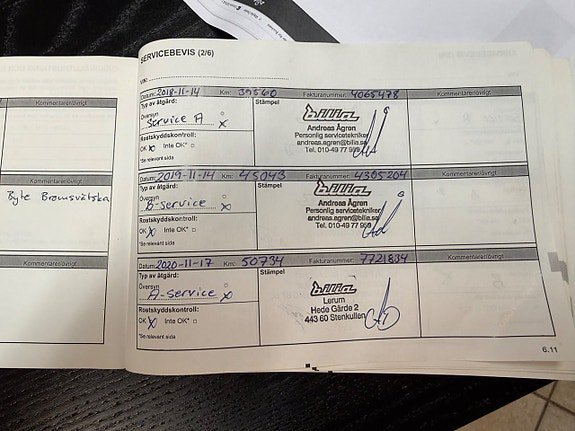 Kommentarer/övrigt
Kommentarer/övrigt
Byte Bromsvätska
Kommentarer/övrigt
SERVICEBEVIS (2/6)
VIN:
Datum: 2018-11-14 Km: 39860 Fakturanummer: 4065478 Kommentarer/övrigt
Typ av åtgärd: Stämpel
Översyn
Service A X
Rostskyddskontroll:
OK X Inte OK*
*Se relevant sida
bilia
Andreas Ågren
Personlig servicetekniker
andreas.agren@bilia.se
Tel. 010-49 77 959
Datum: 2019-11-14 Km: 45043 Fakturanummer: 4395204 Kommentarer/övrigt
Typ av åtgärd: Stämpel
Översyn
B-service X
Rostskyddskontroll:
OK X Inte OK*
*Se relevant sida
bilia
Andreas Ågren
Personlig servicetekniker
andreas.agren@bilia.se
Tel. 010-49 77 959
Datum: 2020-11-17 Km: 50734 Fakturanummer: 7721834 Kommentarer/övrigt
Typ av åtgärd: Stämpel
Översyn
A-service X
Rostskyddskontroll:
OK X Inte OK*
*Se relevant sida
bilia
Lerum
Hede Gärde 2
443 60 Stenkullen
6.11